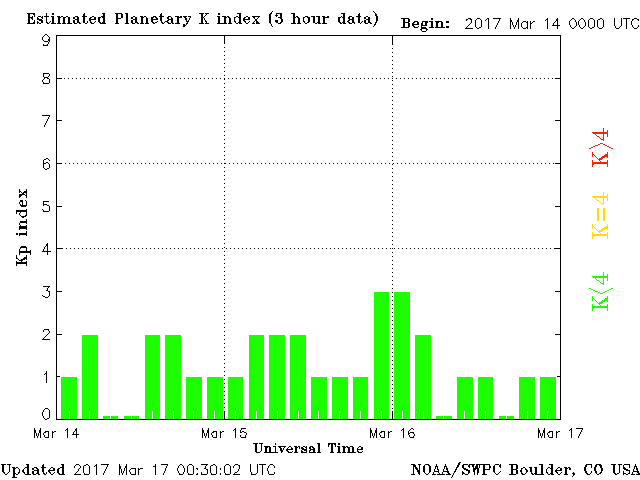 Estimated Planetary K index (3 hour data) Begin: 2017 Mar 14 0000 UTC
9
8
7
6
5
4
3
2
1
0
Kp index
K>4
K=4
K<4
Mar 14 Mar 15 Mar 16 Mar 17
Universal Time
Updated 2017 Mar 17 00:30:02 UTC NOAA/SWPC Boulder, CO USA